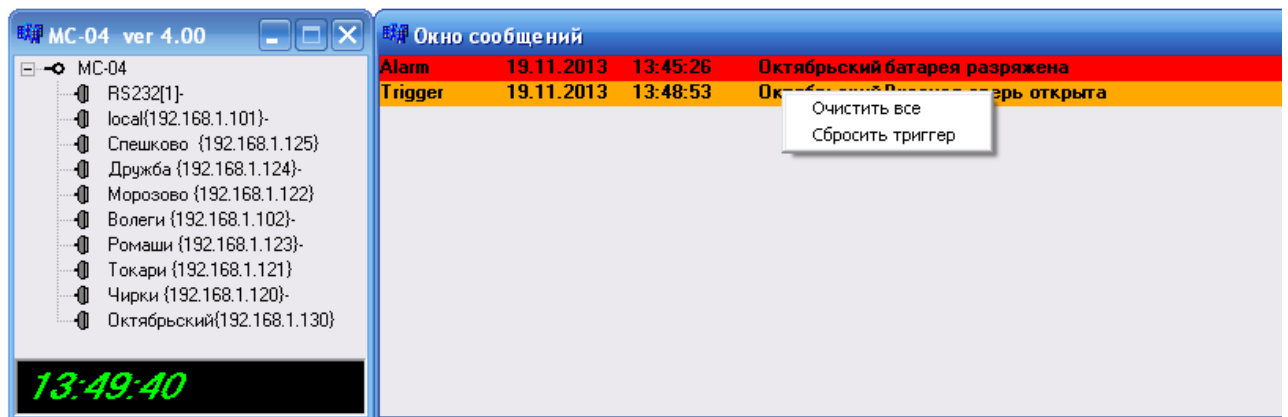 МС-04 ver 4.00
МС-04
RS232[1]-
local{192.168.1.101}-
Спешково {192.168.1.125}
Дружба {192.168.1.124}-
Морозово {192.168.1.122}
Волеги {192.168.1.102}-
Ромаши {192.168.1.123}-
Токари {192.168.1.121}
Чирки {192.168.1.120}-
Октябрьский{192.168.1.130}
13:49:40
Окно сообщений
Alarm 19.11.2013 13:45:26 Октябрьский батарея разряжена
Trigger 19.11.2013 13:48:53 открыта
Очистить все
Сбросить триггер